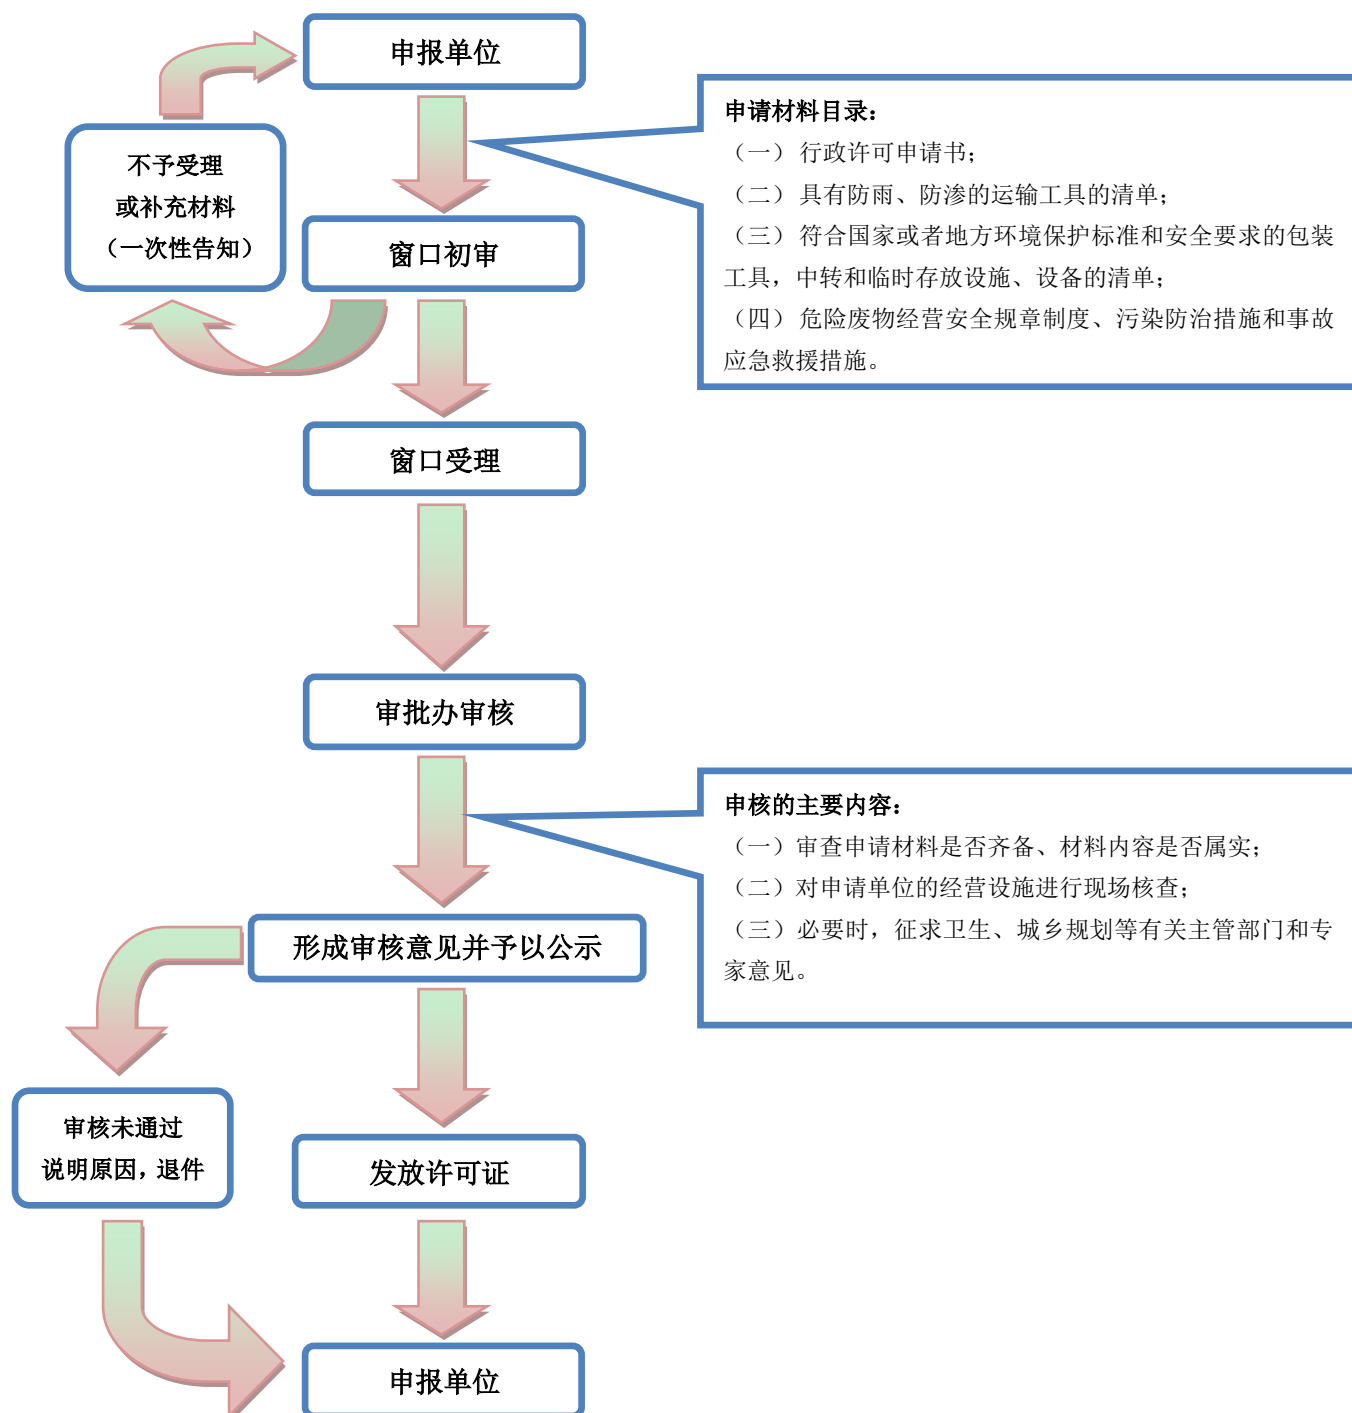 申报单位
申请材料目录：
（一） 行政许可申请书；
（二） 具有防雨、防渗的运输工具的清单；
（三） 符合国家或者地方环境保护标准和安全要求的包装
工具，中转和临时存放设施、设备的清单；
（四） 危险废物经营安全规章制度、污染防治措施和事故
应急救援措施。
不予受理
或补充材料
（一次性告知）
窗口初审
窗口受理
审批办审核
申核的主要内容：
（一）审查申请材料是否齐备、材料内容是否属实；
（二）对申请单位的经营设施进行现场核查；
（三）必要时，征求卫生、城乡规划等有关主管部门和专
家意见。
形成审核意见并予以公示
审核未通过
说明原因，退件
发放许可证
申报单位